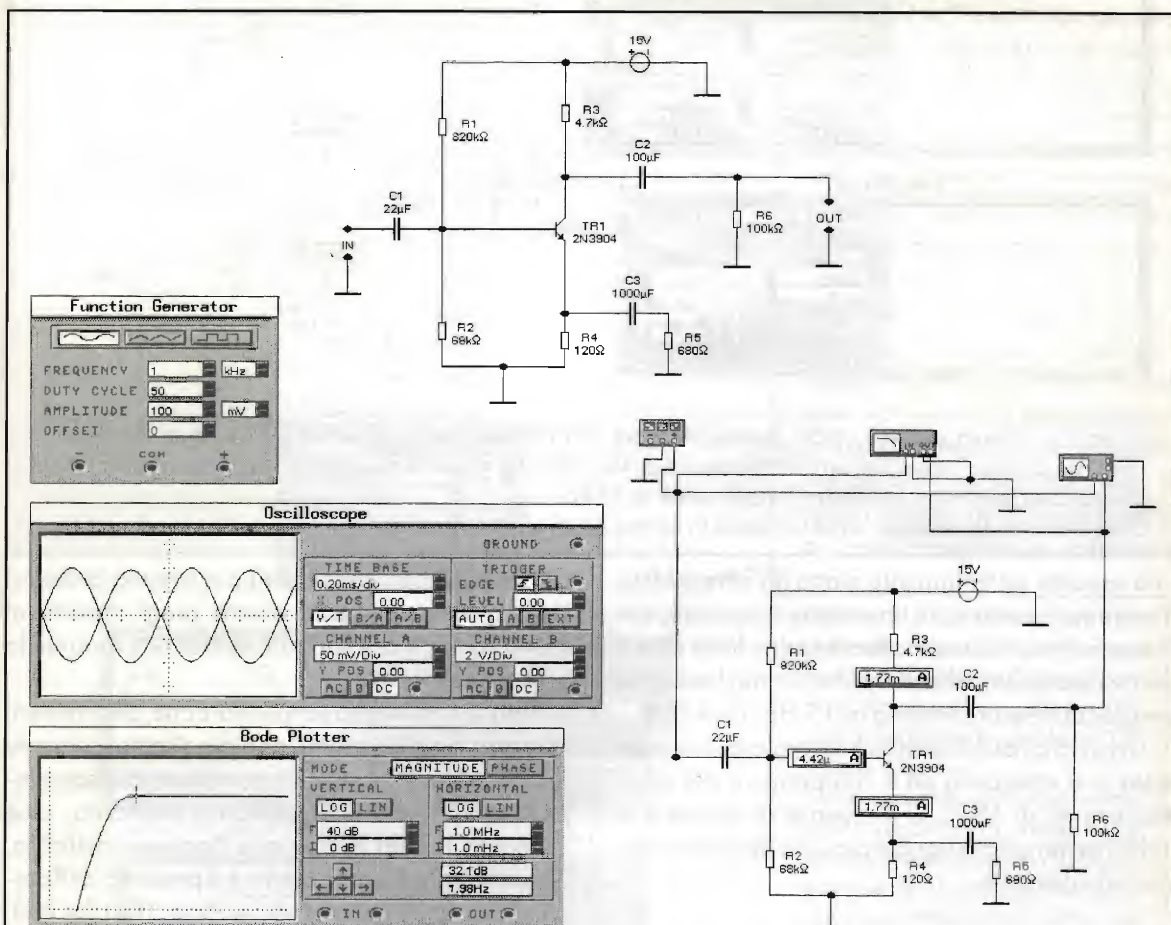 15V
R3
4.7kΩ
R1
820kΩ
C2
100µF
C1
22µF
R6
100kΩ
OUT
TR1
2N3904
IN
C3
1000µF
R2
68kΩ
R4
120Ω
R5
680Ω
Function Generator
FREQUENCY 1 kHz
DUTY CYCLE 50
AMPLITUDE 100 mV
OFFSET 0
- COM +
Oscilloscope
GROUND
TIME BASE
0.20ms/div
X POS 0.00
Y/T B/A A/B
TRIGGER
EDGE
LEVEL 0.00
AUTO A B EXT
CHANNEL A
50 mV/Div
Y POS 0.00
AC 0 DC
CHANNEL B
2 V/Div
Y POS 0.00
AC 0 DC
Bode Plotter
MODE MAGNITUDE PHASE
VERTICAL
LOG LIN
F 40 dB
I 0 dB
HORIZONTAL
LOG LIN
F 1.0 MHz
I 1.0 mHz
32.1dB
1.98Hz
IN OUT
IN OUT
15V
R3
4.7kΩ
R1
820kΩ
1.77m A
C2
100µF
C1
22µF
4.42µ A
TR1
2N3904
1.77m A
C3
1000µF
R6
100kΩ
R2
68kΩ
R4
120Ω
R5
680Ω